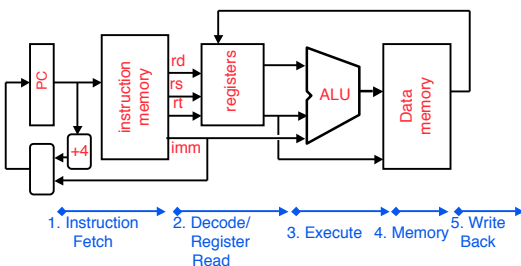 PC
+4
instruction
memory
rd
rs
rt
imm
registers
ALU
Data
memory
1. Instruction
Fetch
2. Decode/
Register
Read
3. Execute
4. Memory
5. Write
Back